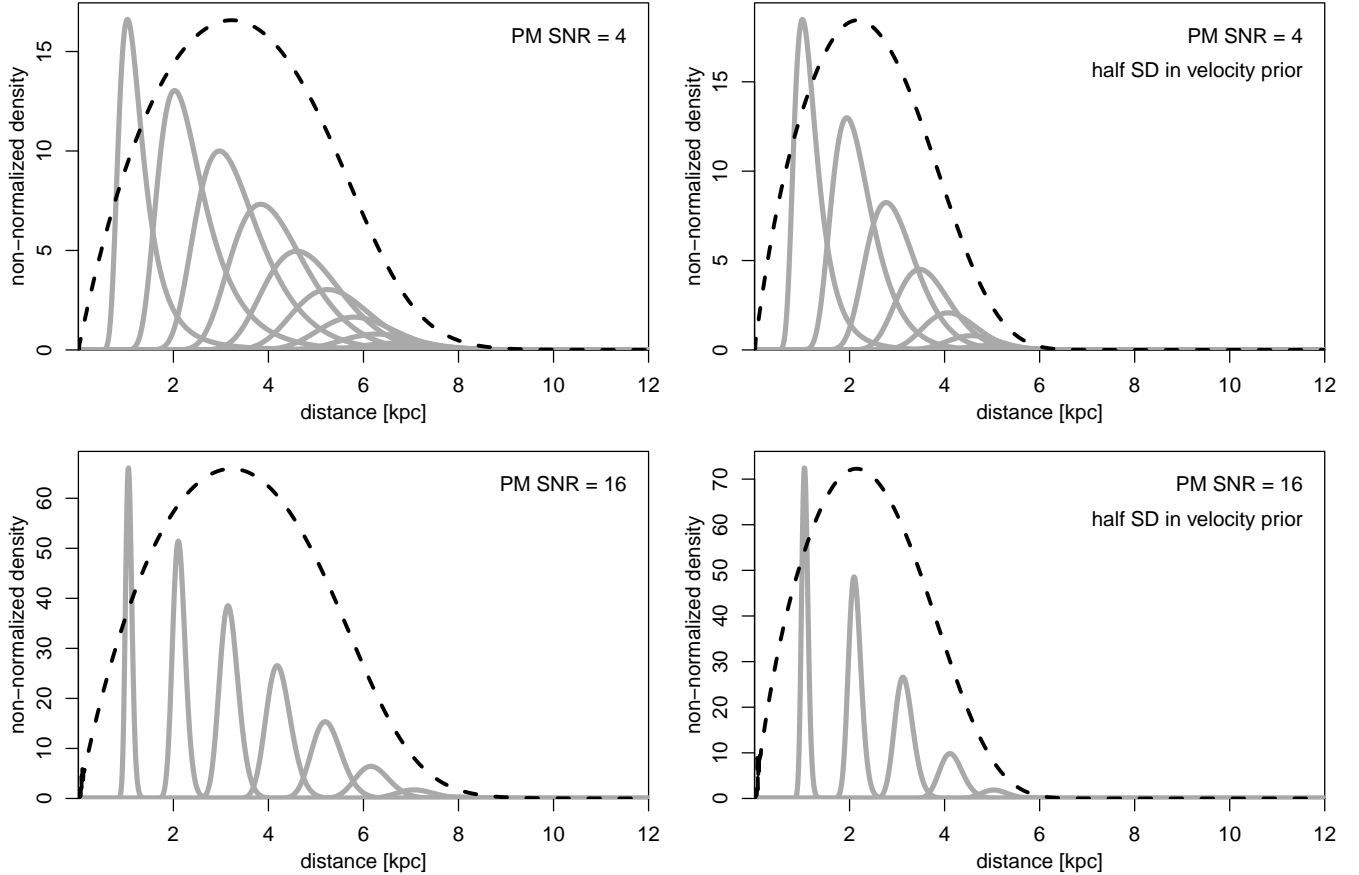 PM SNR = 4
non−normalized density
0 5 10 15
2 4 6 8 10 12
distance [kpc]
PM SNR = 4
half SD in velocity prior
non−normalized density
0 5 10 15
2 4 6 8 10 12
distance [kpc]
PM SNR = 16
non−normalized density
0 10 20 30 40 50 60
2 4 6 8 10 12
distance [kpc]
PM SNR = 16
half SD in velocity prior
non−normalized density
0 10 20 30 40 50 60 70
2 4 6 8 10 12
distance [kpc]